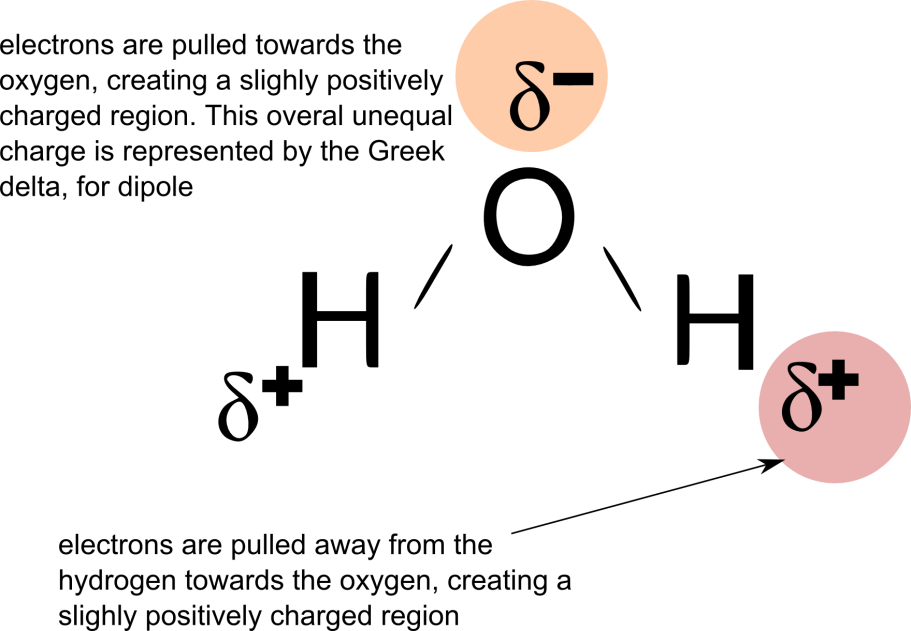 electrons are pulled towards the
oxygen, creating a slighly positively
charged region. This overal unequal
charge is represented by the Greek
delta, for dipole
δ−
O
H
H
δ+
δ+
electrons are pulled away from the
hydrogen towards the oxygen, creating a
slighly positively charged region